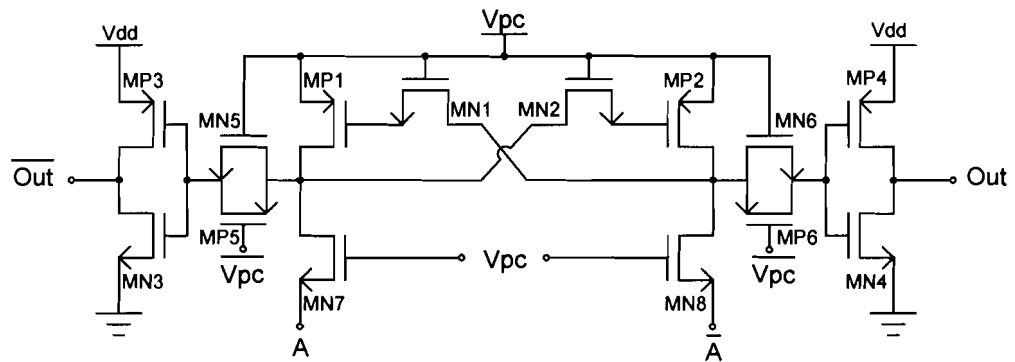 Vpc
Vdd
Vdd
MP3
MP1
MP2
MP4
MN5
MN1
MN2
MN6
Out
Out
MP5
Vpc
MP6
Vpc
Vpc
MN3
MN7
MN8
MN4
A
A